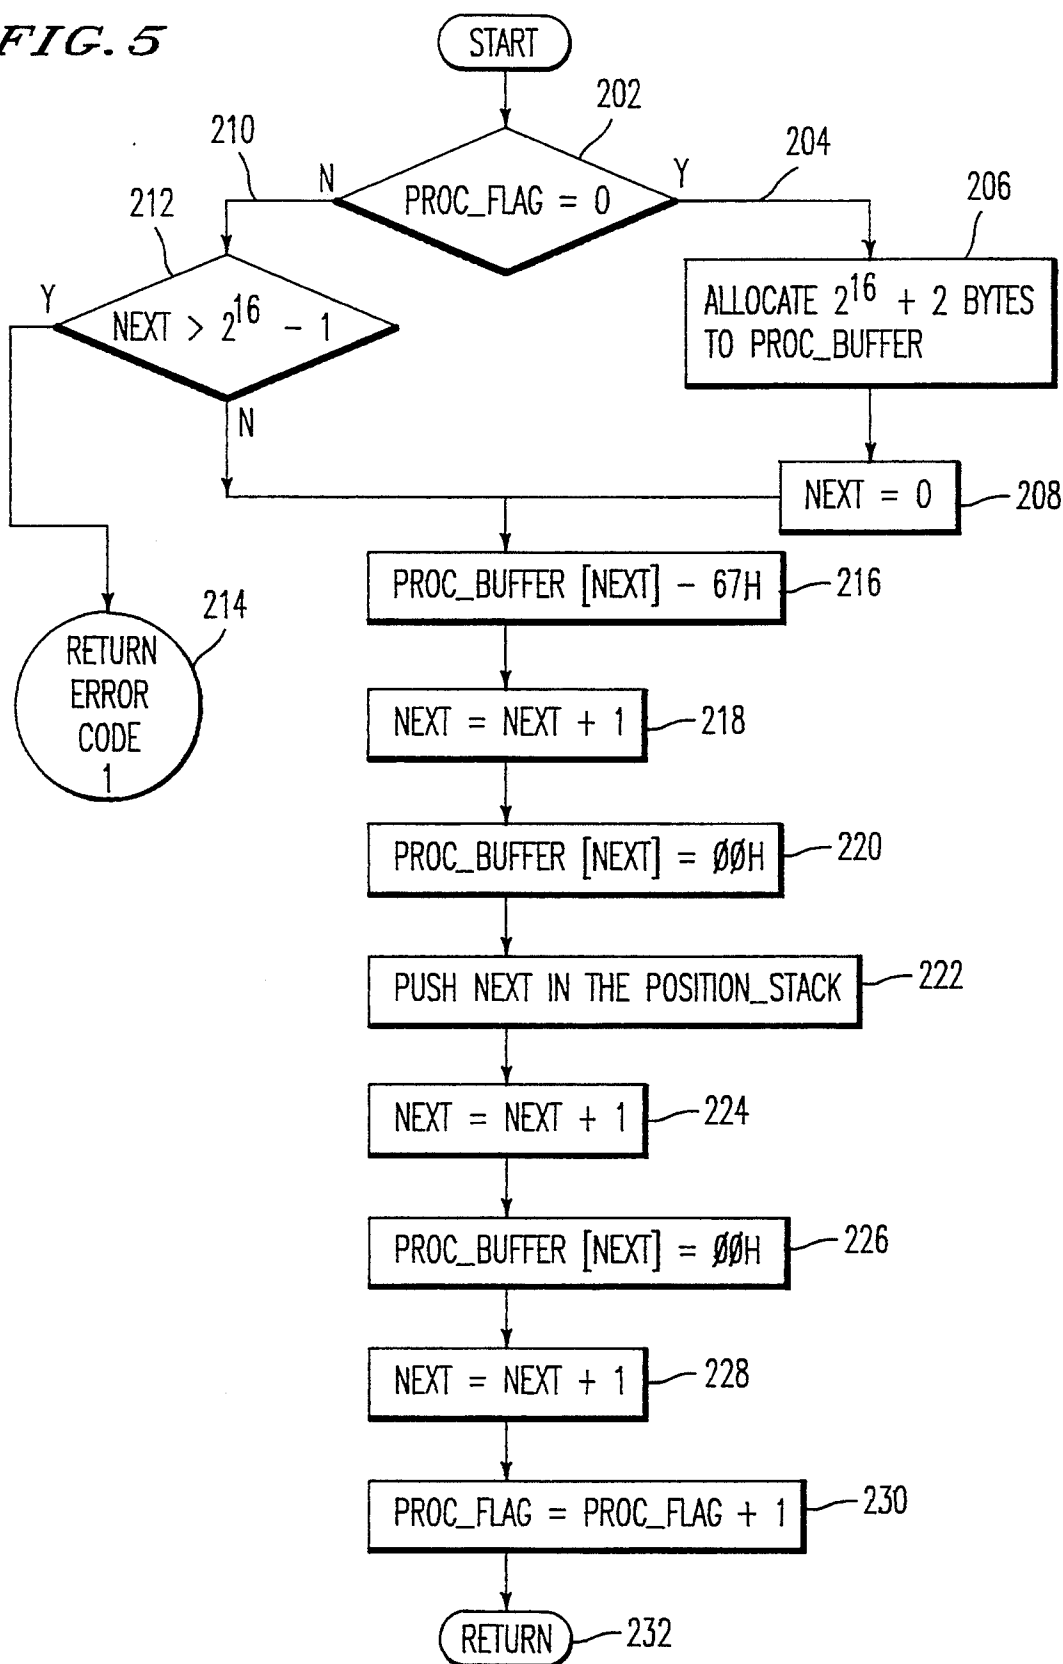 FIG. 5
START
202
210
N
Y
204
PROC_FLAG = 0
206
212
Y
NEXT > 2^16 - 1
ALLOCATE 2^16 + 2 BYTES
TO PROC_BUFFER
N
NEXT = 0
208
PROC_BUFFER [NEXT] - 67H
216
214
RETURN
ERROR
CODE
1
NEXT = NEXT + 1
218
PROC_BUFFER [NEXT] = ØØH
220
PUSH NEXT IN THE POSITION_STACK
222
NEXT = NEXT + 1
224
PROC_BUFFER [NEXT] = ØØH
226
NEXT = NEXT + 1
228
PROC_FLAG = PROC_FLAG + 1
230
RETURN
232